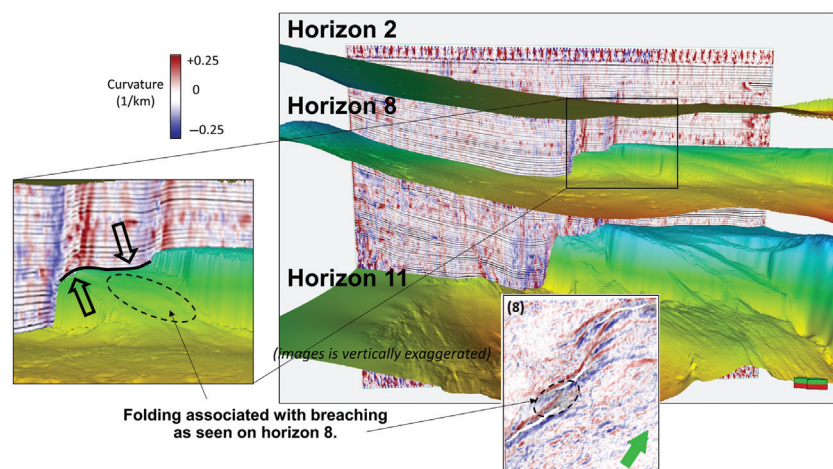 Horizon 2
Curvature
(1/km)
+0.25
0
−0.25
Horizon 8
Horizon 11
(8)
(images is vertically exaggerated)
Folding associated with breaching
as seen on horizon 8.